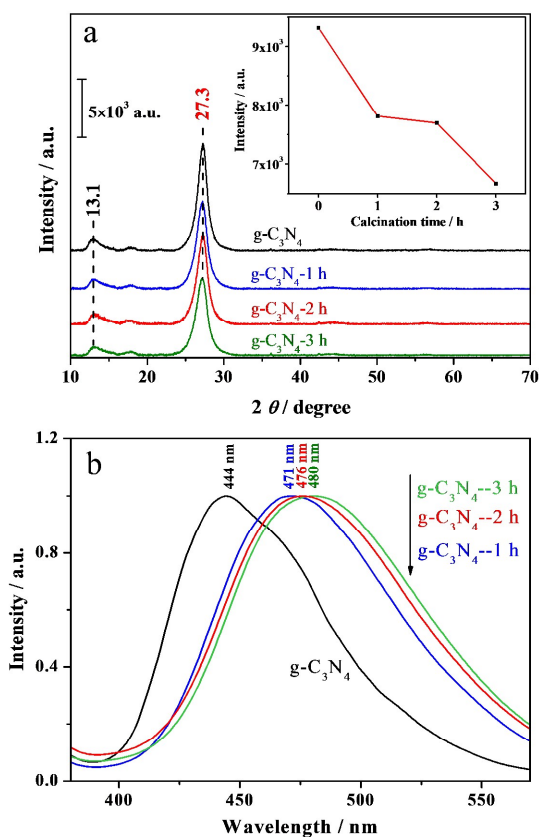 a
5×10³ a.u.
27.3
13.1
g-C₃N₄
g-C₃N₄-1 h
g-C₃N₄-2 h
g-C₃N₄-3 h
Intensity / a.u.
10 20 30 40 50 60 70
2 θ / degree
9x10³
8x10³
7x10³
Intensity / a.u.
0 1 2 3
Calcination time / h
b
444 nm
471 nm
476 nm
480 nm
g-C₃N₄--3 h
g-C₃N₄--2 h
g-C₃N₄--1 h
g-C₃N₄
1.2
0.8
0.4
0.0
Intensity / a.u.
400 450 500 550
Wavelength / nm